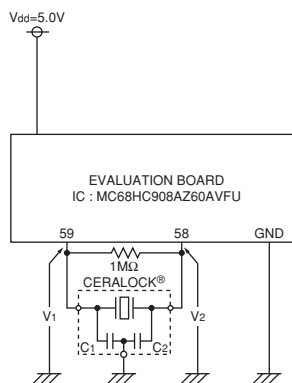 Vdd=5.0V
EVALUATION BOARD
IC : MC68HC908AZ60AVFU
59
58
GND
1MΩ
CERALOCK®
V1
C1
C2
V2